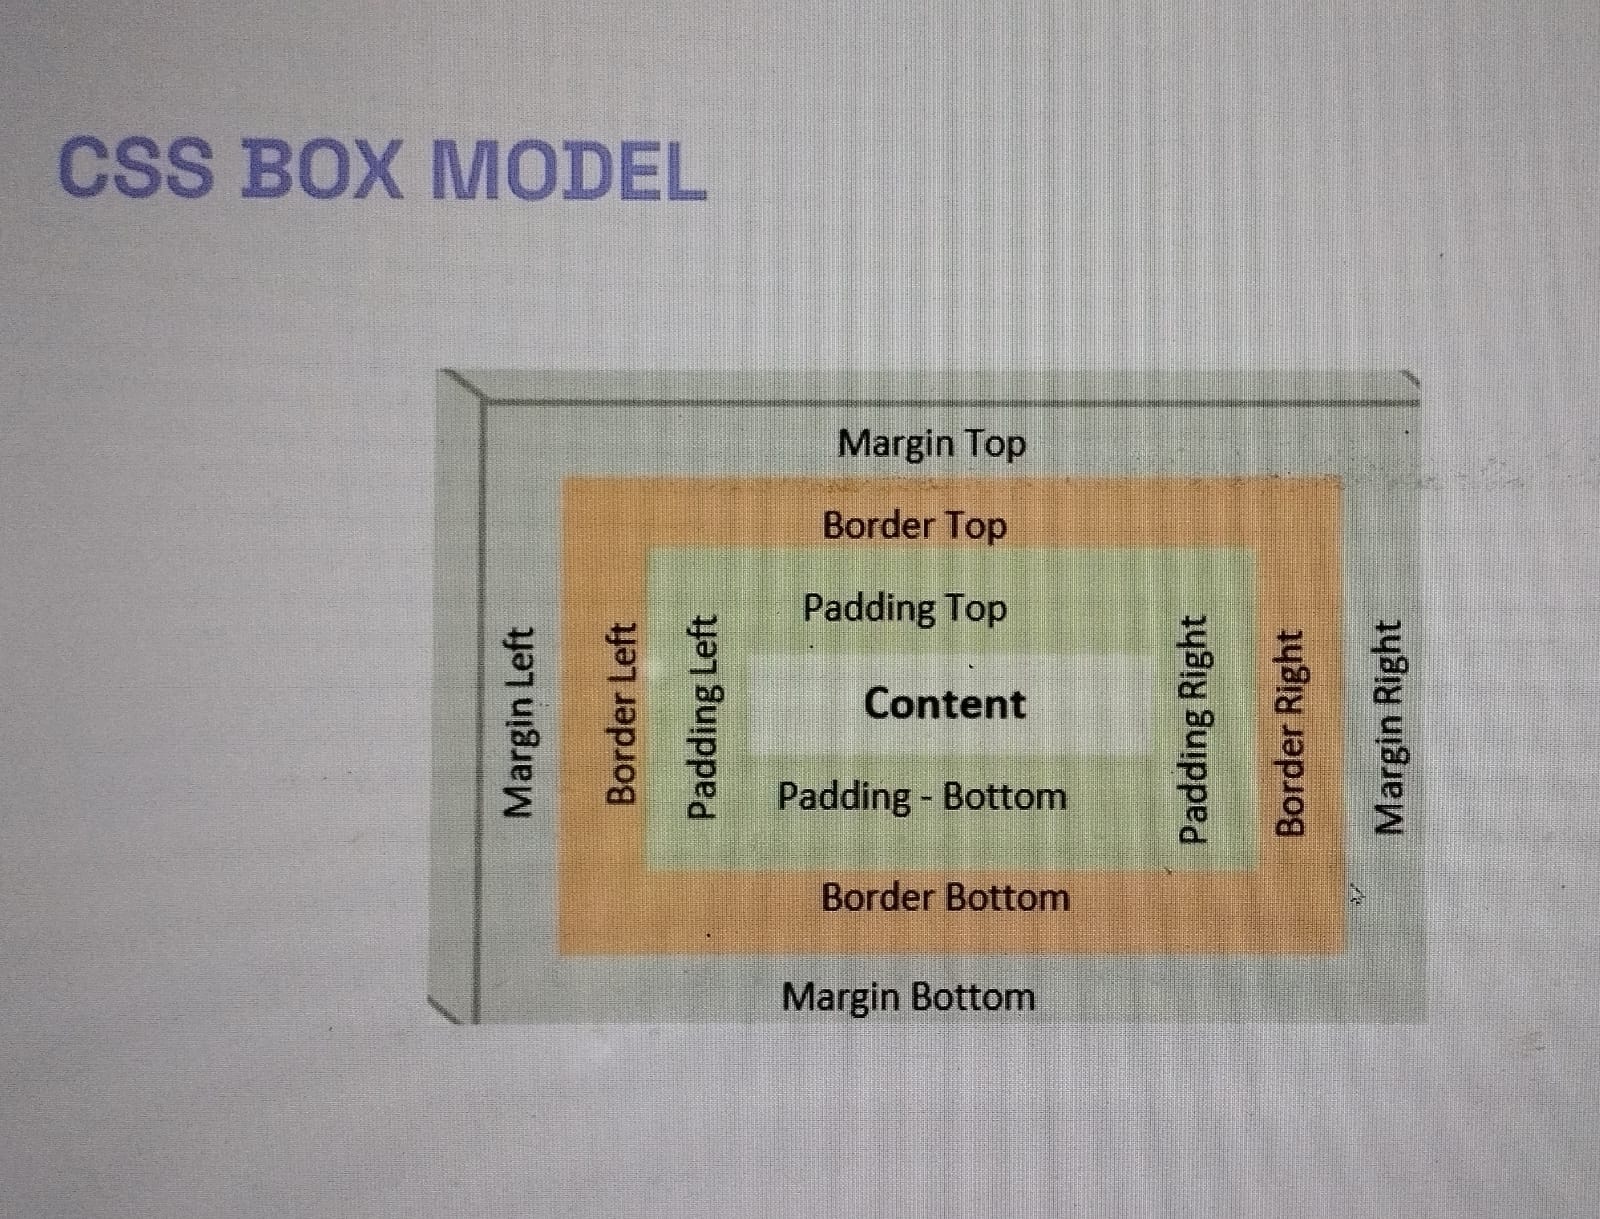 CSS BOX MODEL
Margin Top
Border Top
Padding Top
Margin Left
Border Left
Padding Left
Content
Padding Right
Border Right
Margin Right
Padding - Bottom
Border Bottom
Margin Bottom